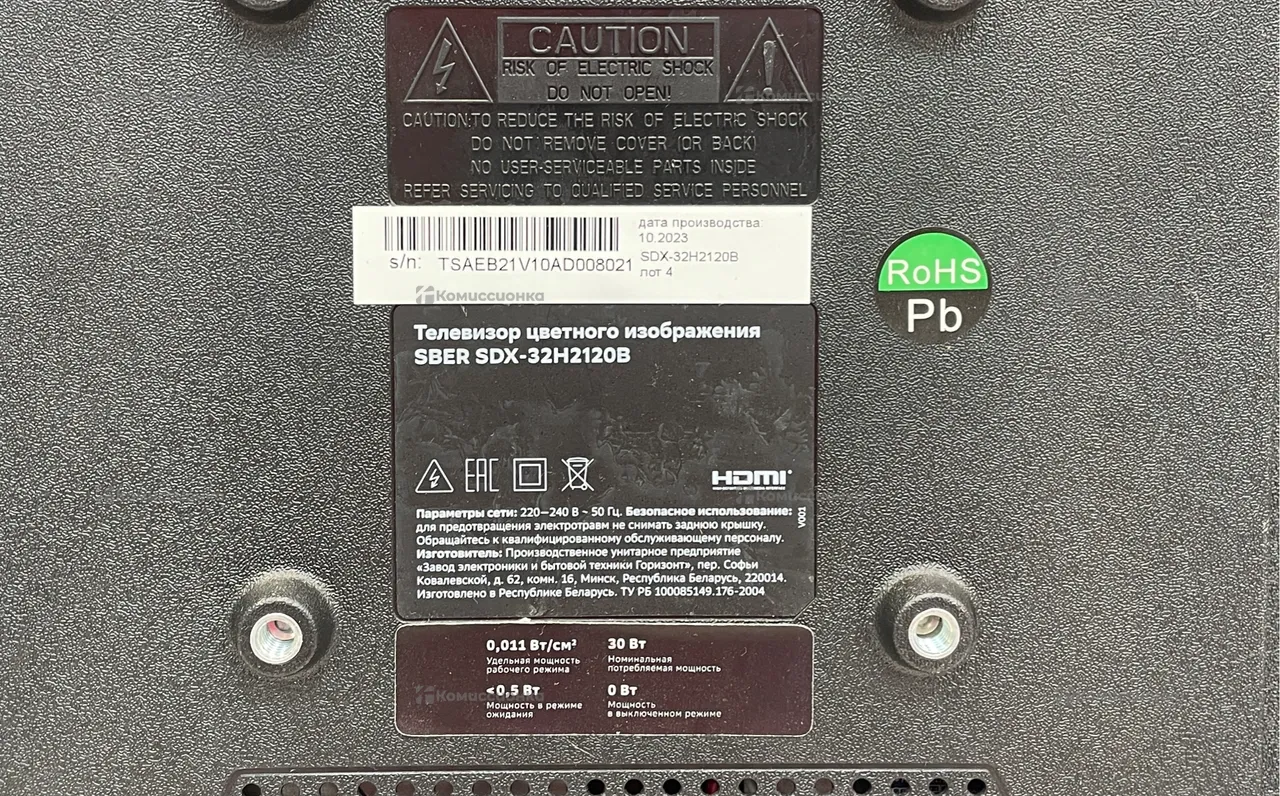 CAUTION
RISK OF ELECTRIC SHOCK
DO NOT OPEN!
CAUTION:TO REDUCE THE RISK OF ELECTRIC SHOCK
DO NOT REMOVE COVER (OR BACK)
NO USER-SERVICEABLE PARTS INSIDE
REFER SERVICING TO QUALIFIED SERVICE PERSONNEL
дата производства:
10.2023
SDX-32H2120B
лот 4
s/n: TSAEB21V10AD008021
Комиссионка
RoHS
Pb
Телевизор цветного изображения
SBER SDX-32H2120B
EAC
HDMI
Комиссионка
Параметры сети: 220—240 В ~ 50 Гц. Безопасное использование:
для предотвращения электротравм не снимать заднюю крышку.
Обращайтесь к квалифицированному обслуживающему персоналу.
Изготовитель: Производственное унитарное предприятие
«Завод электроники и бытовой техники Горизонт», пер. Софьи
Ковалевской, д. 62, комн. 16, Минск, Республика Беларусь, 220014.
Изготовлено в Республике Беларусь. ТУ РБ 100085149.176-2004
V001
0,011 Вт/см²
Удельная мощность
рабочего режима
30 Вт
Номинальная
потребляемая мощность
<0,5 Вт
Мощность в режиме
ожидания
0 Вт
Мощность
в выключенном режиме
Комиссионка